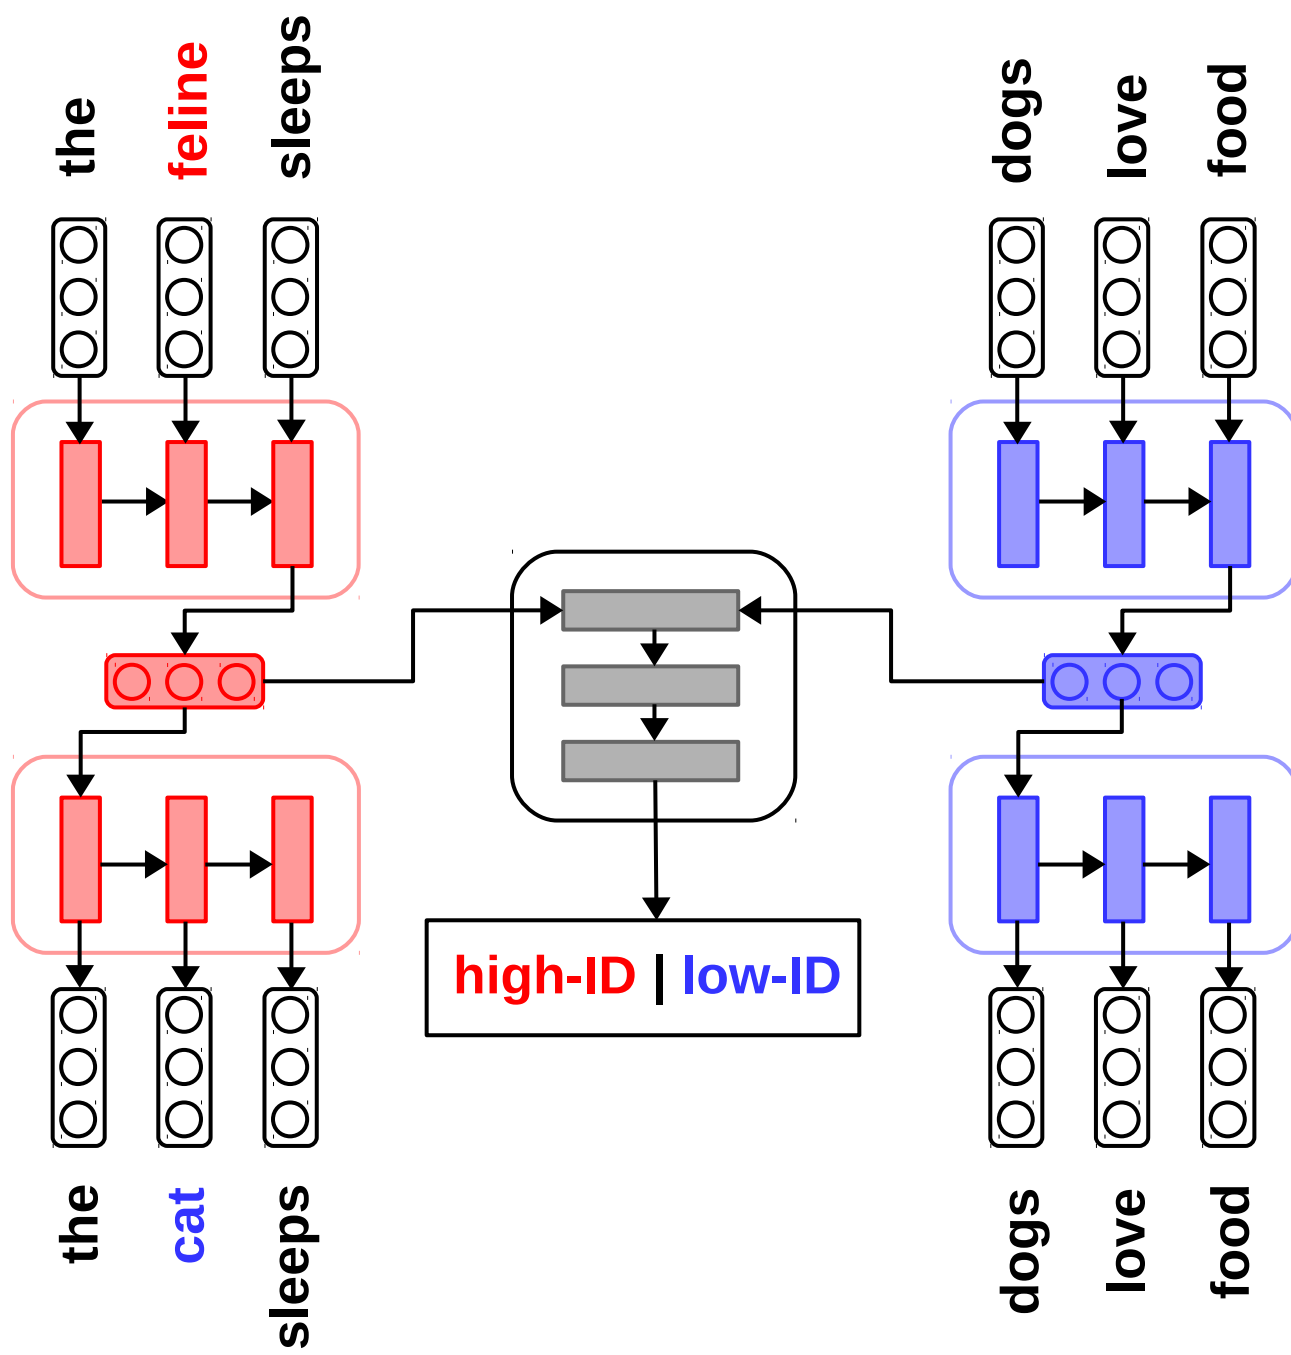 the
feline
sleeps
dogs
love
food
high-ID | low-ID
the
cat
sleeps
dogs
love
food